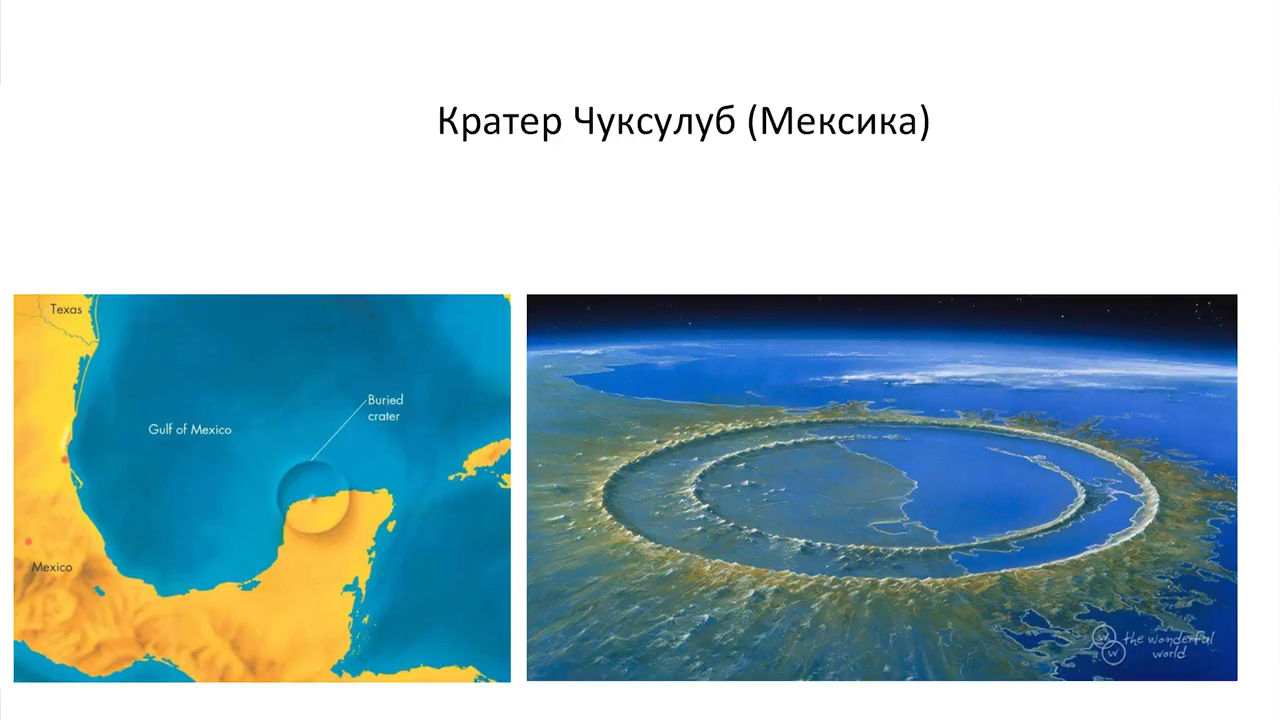 Кратер Чуксулуб (Мексика)
Texas
Buried
crater
Gulf of Mexico
Mexico
the wonderful
world
w
w